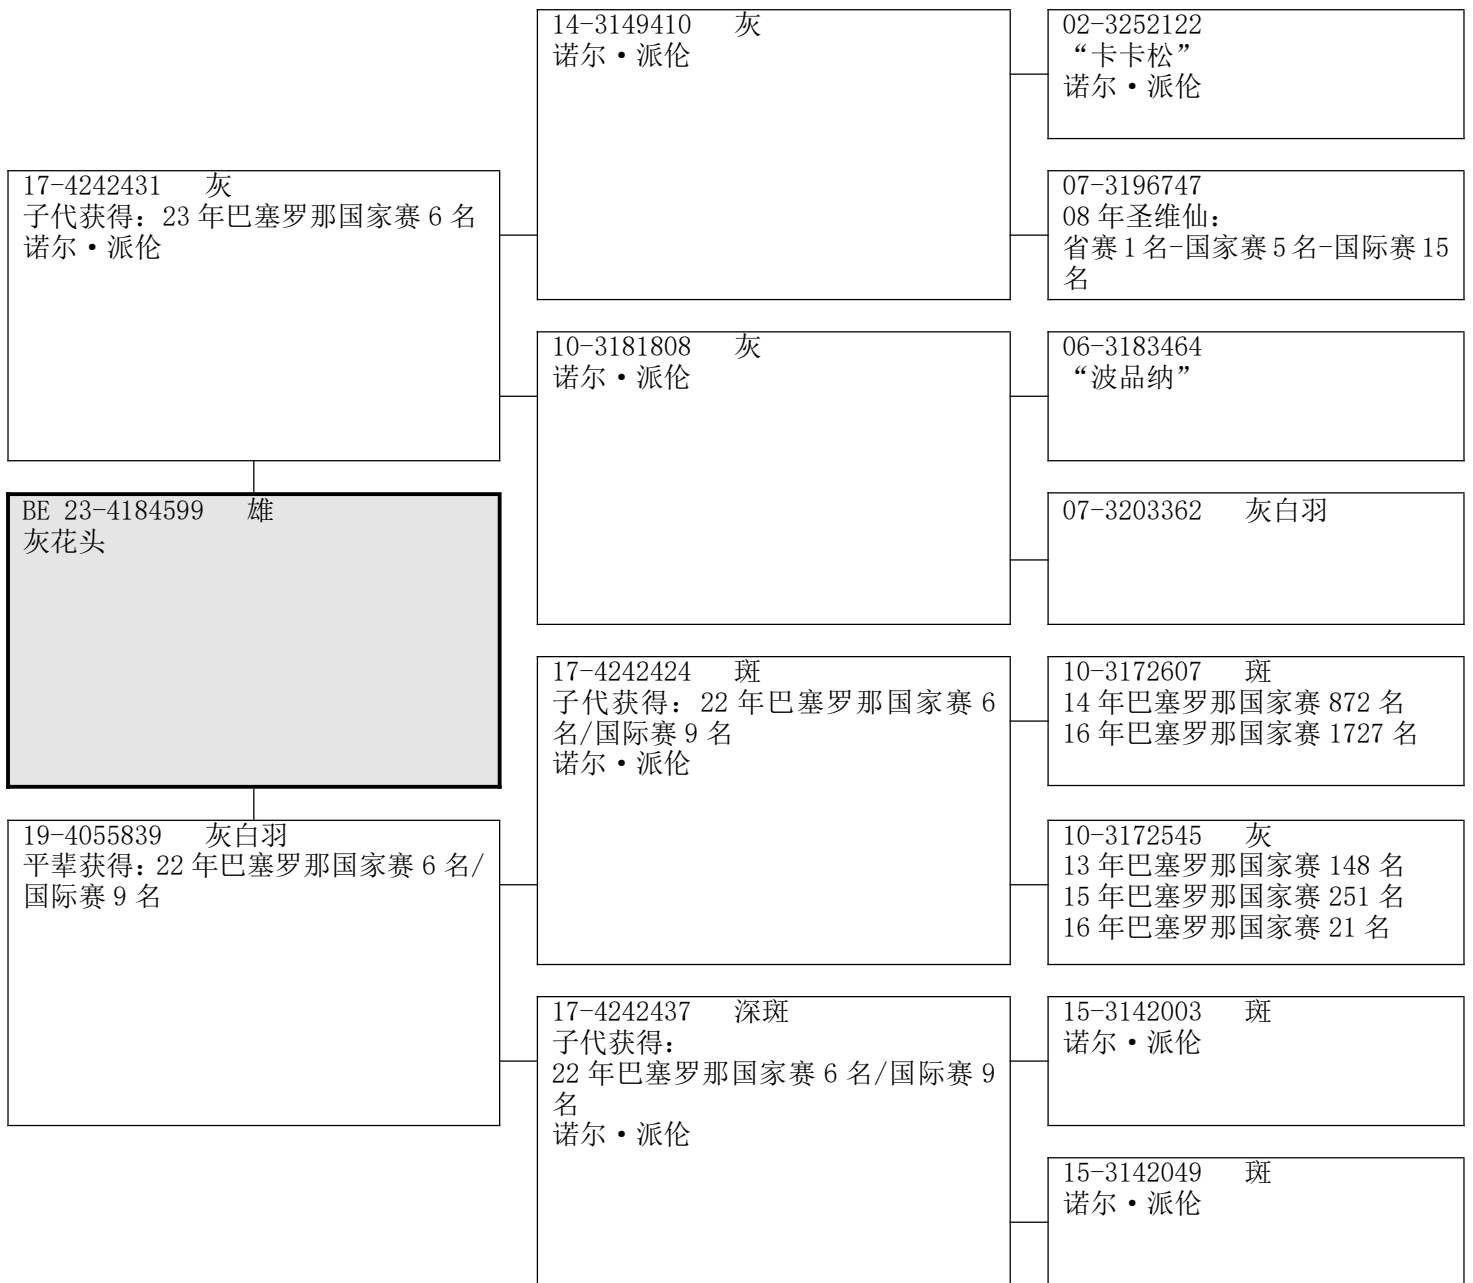 17-4242431 灰
子代获得：23 年巴塞罗那国家赛 6 名
诺尔·派伦
BE 23-4184599 雄
灰花头
19-4055839 灰白羽
平辈获得：22 年巴塞罗那国家赛 6 名/
国际赛 9 名
14-3149410 灰
诺尔·派伦
10-3181808 灰
诺尔·派伦
17-4242424 斑
子代获得：22 年巴塞罗那国家赛 6
名/国际赛 9 名
诺尔·派伦
17-4242437 深斑
子代获得：
22 年巴塞罗那国家赛 6 名/国际赛 9
名
诺尔·派伦
02-3252122
“卡卡松”
诺尔·派伦
07-3196747
08 年圣维仙：
省赛 1 名-国家赛 5 名-国际赛 15
名
06-3183464
“波品纳”
07-3203362 灰白羽
10-3172607 斑
14 年巴塞罗那国家赛 872 名
16 年巴塞罗那国家赛 1727 名
10-3172545 灰
13 年巴塞罗那国家赛 148 名
15 年巴塞罗那国家赛 251 名
16 年巴塞罗那国家赛 21 名
15-3142003 斑
诺尔·派伦
15-3142049 斑
诺尔·派伦